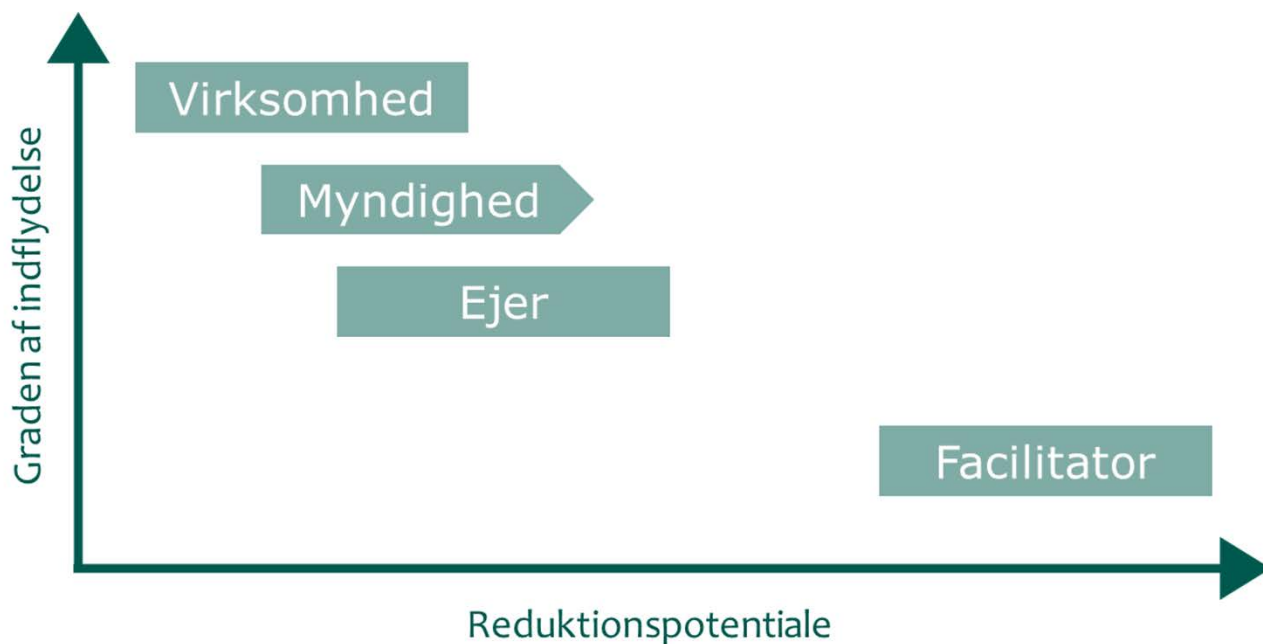 Graden af indflydelse
Virksomhed
Myndighed
Ejer
Facilitator
Reduktionspotentiale